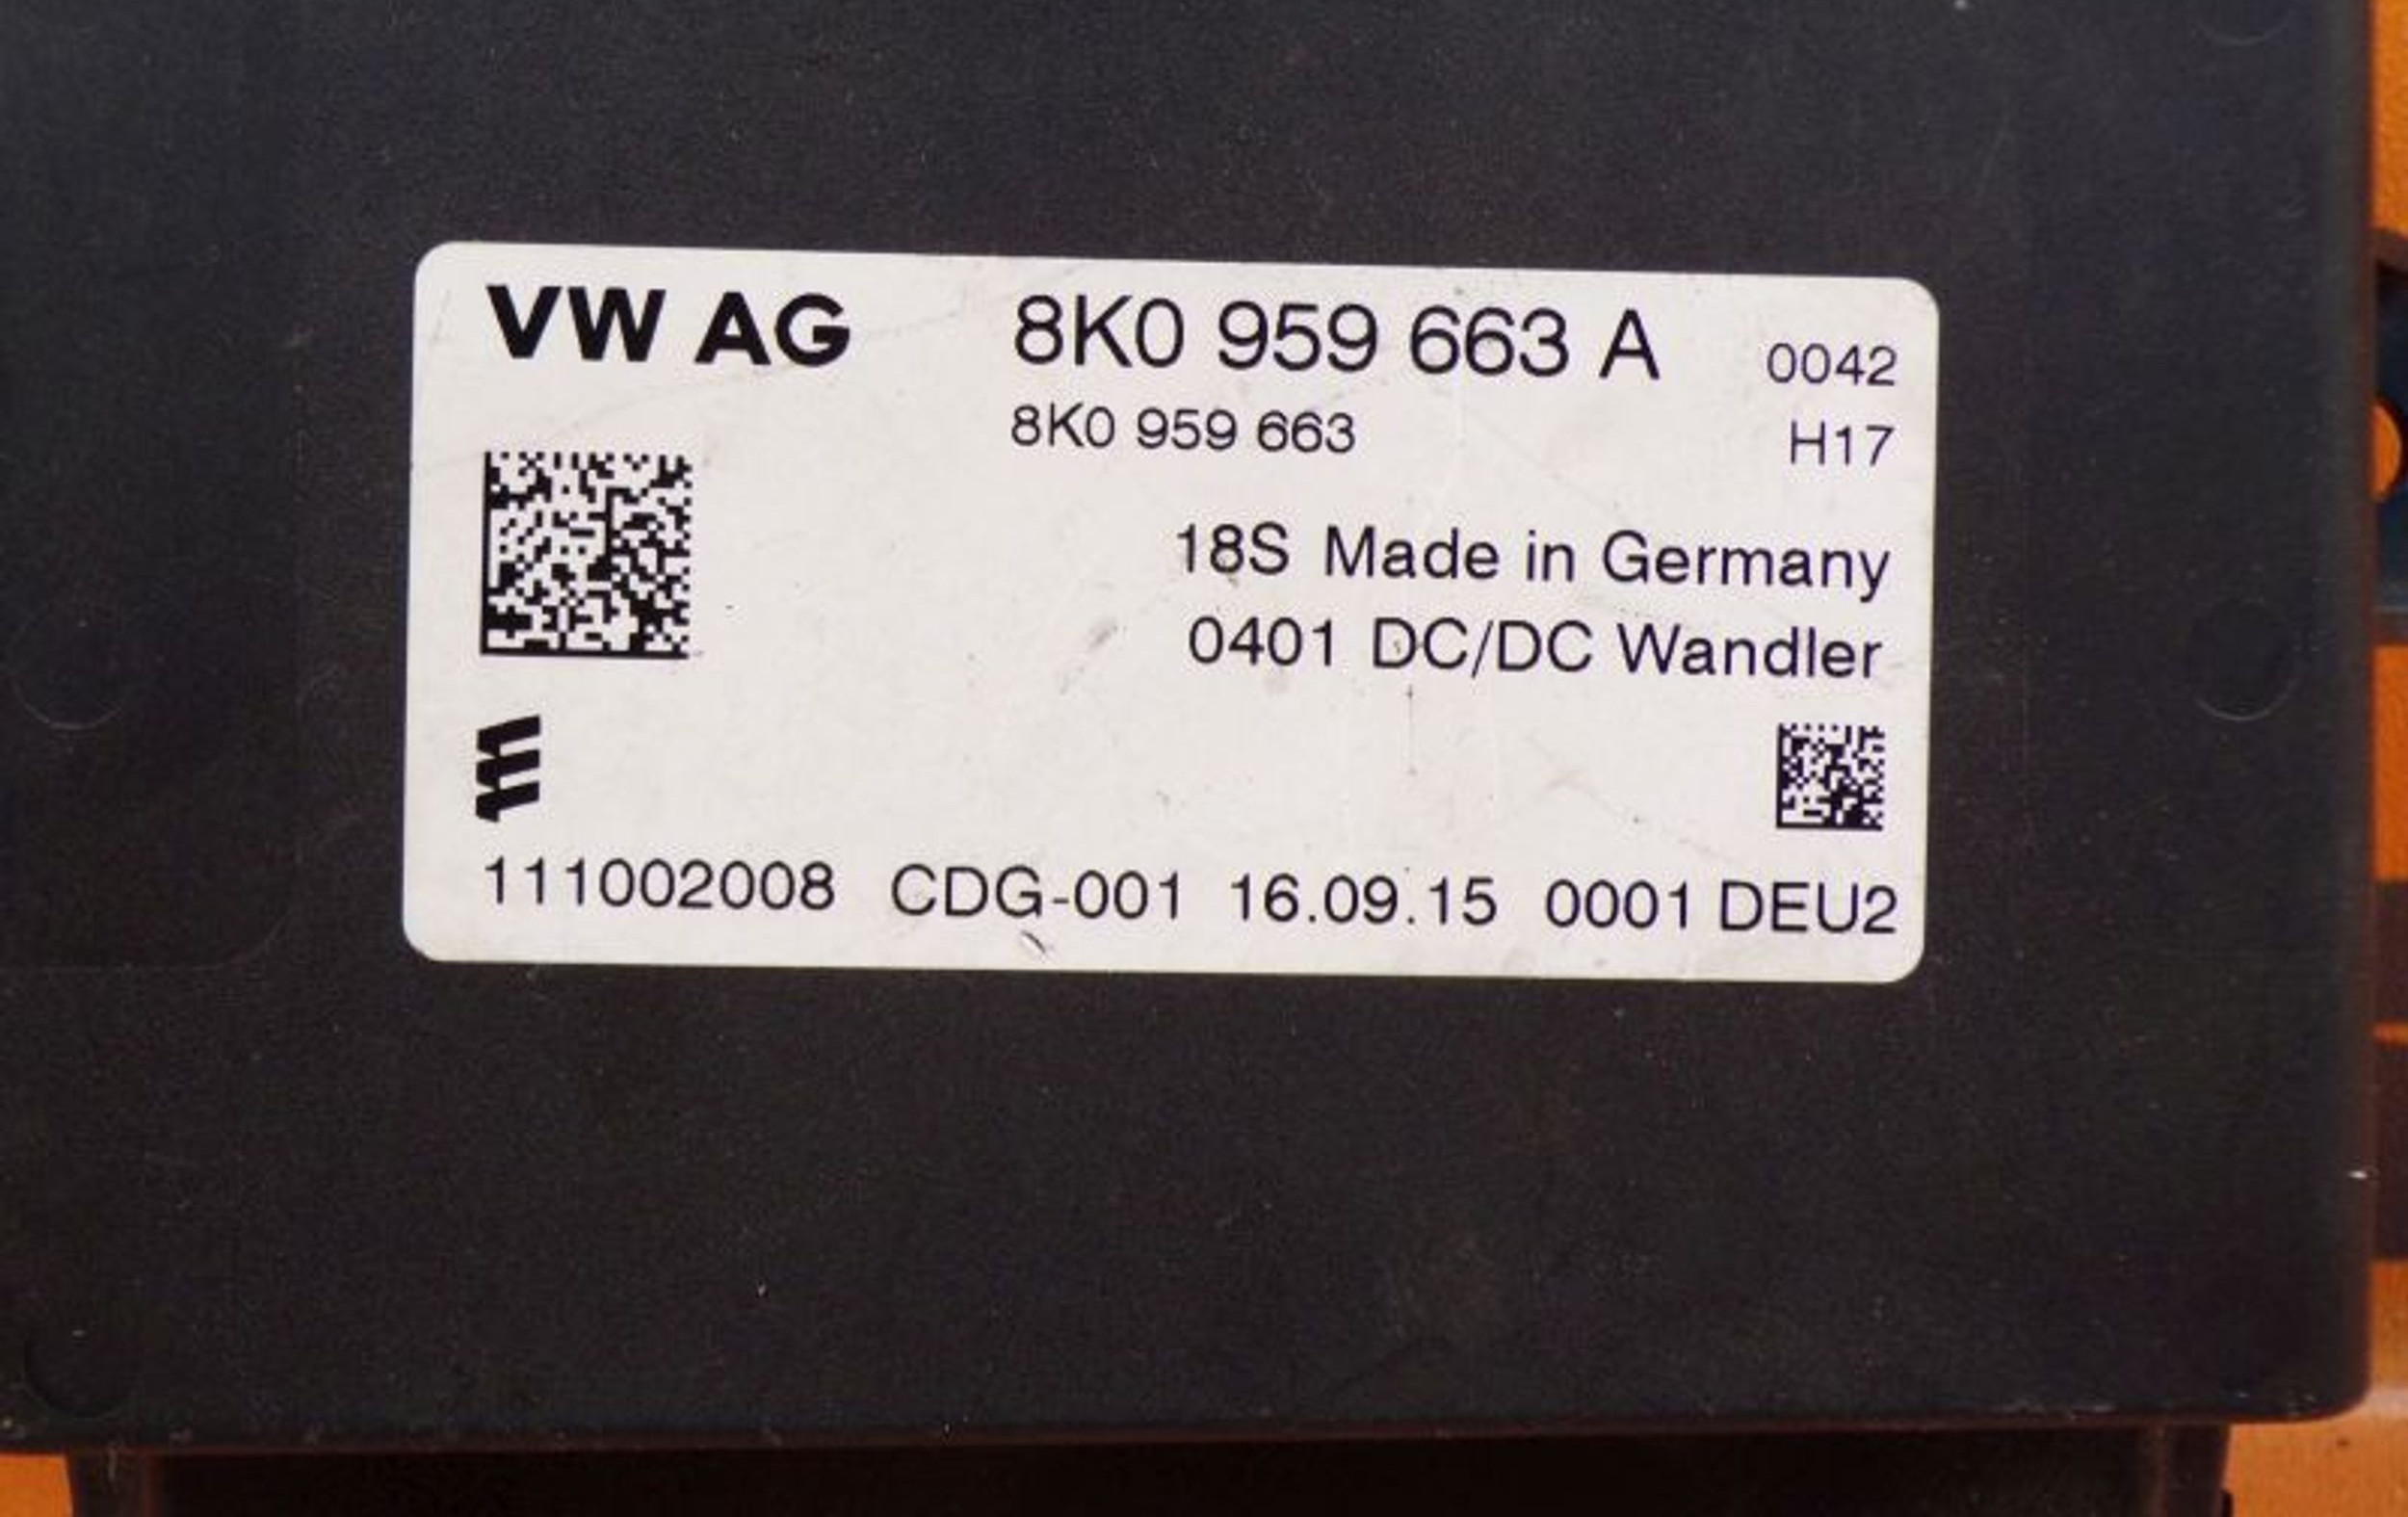 VW AG 8K0 959 663 A 0042
8K0 959 663 H17
18S Made in Germany
0401 DC/DC Wandler
111002008 CDG-001 16.09.15 0001 DEU2